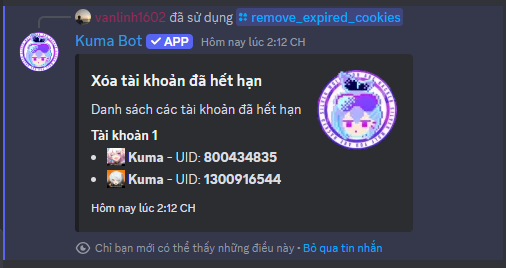 vanlinh1602 đã sử dụng remove_expired_cookies
Kuma Bot APP Hôm nay lúc 2:12 CH
Xóa tài khoản đã hết hạn
Danh sách các tài khoản đã hết hạn
Tài khoản 1
• Kuma - UID: 800434835
• Kuma - UID: 1300916544
Hôm nay lúc 2:12 CH
Chỉ bạn mới có thể thấy những điều này • Bỏ qua tin nhắn